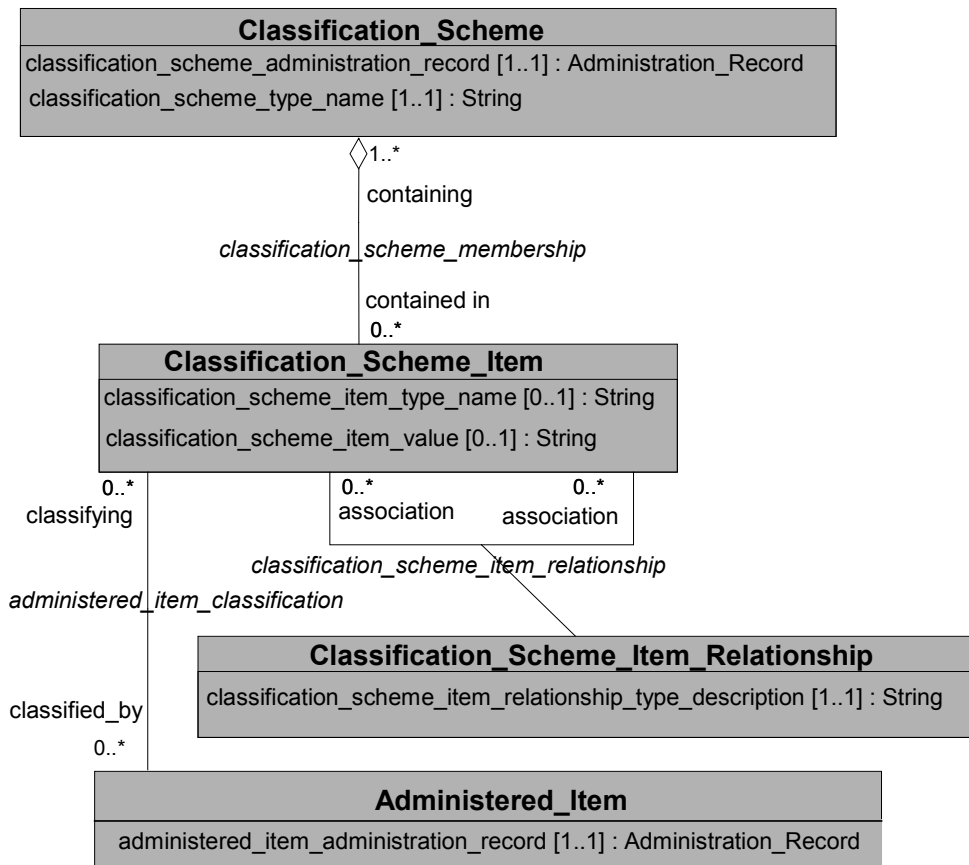 Classification_Scheme
classification_scheme_administration_record [1..1] : Administration_Record
classification_scheme_type_name [1..1] : String
1..*
containing
classification_scheme_membership
contained in
0..*
Classification_Scheme_Item
classification_scheme_item_type_name [0..1] : String
classification_scheme_item_value [0..1] : String
0..*
classifying
0..*
association
0..*
association
classification_scheme_item_relationship
administered_item_classification
Classification_Scheme_Item_Relationship
classification_scheme_item_relationship_type_description [1..1] : String
classified_by
0..*
Administered_Item
administered_item_administration_record [1..1] : Administration_Record